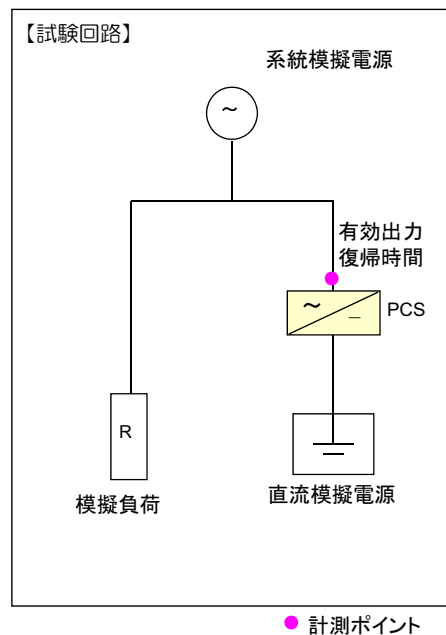 【試験回路】
系統模擬電源
~
有効出力
復帰時間
~
–
PCS
R
模擬負荷
直流模擬電源
計測ポイント